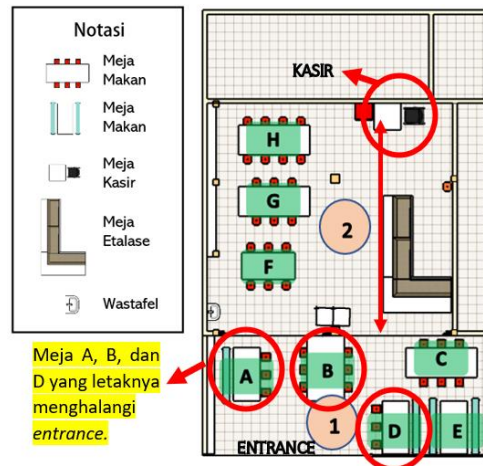 Notasi
Meja
Makan
Meja
Makan
Meja
Kasir
Meja
Etalase
Wastafel
Meja A, B, dan
D yang letaknya
menghalangi
entrance.
KASIR
H
G
2
F
A
B
C
1
D
E
ENTRANCE